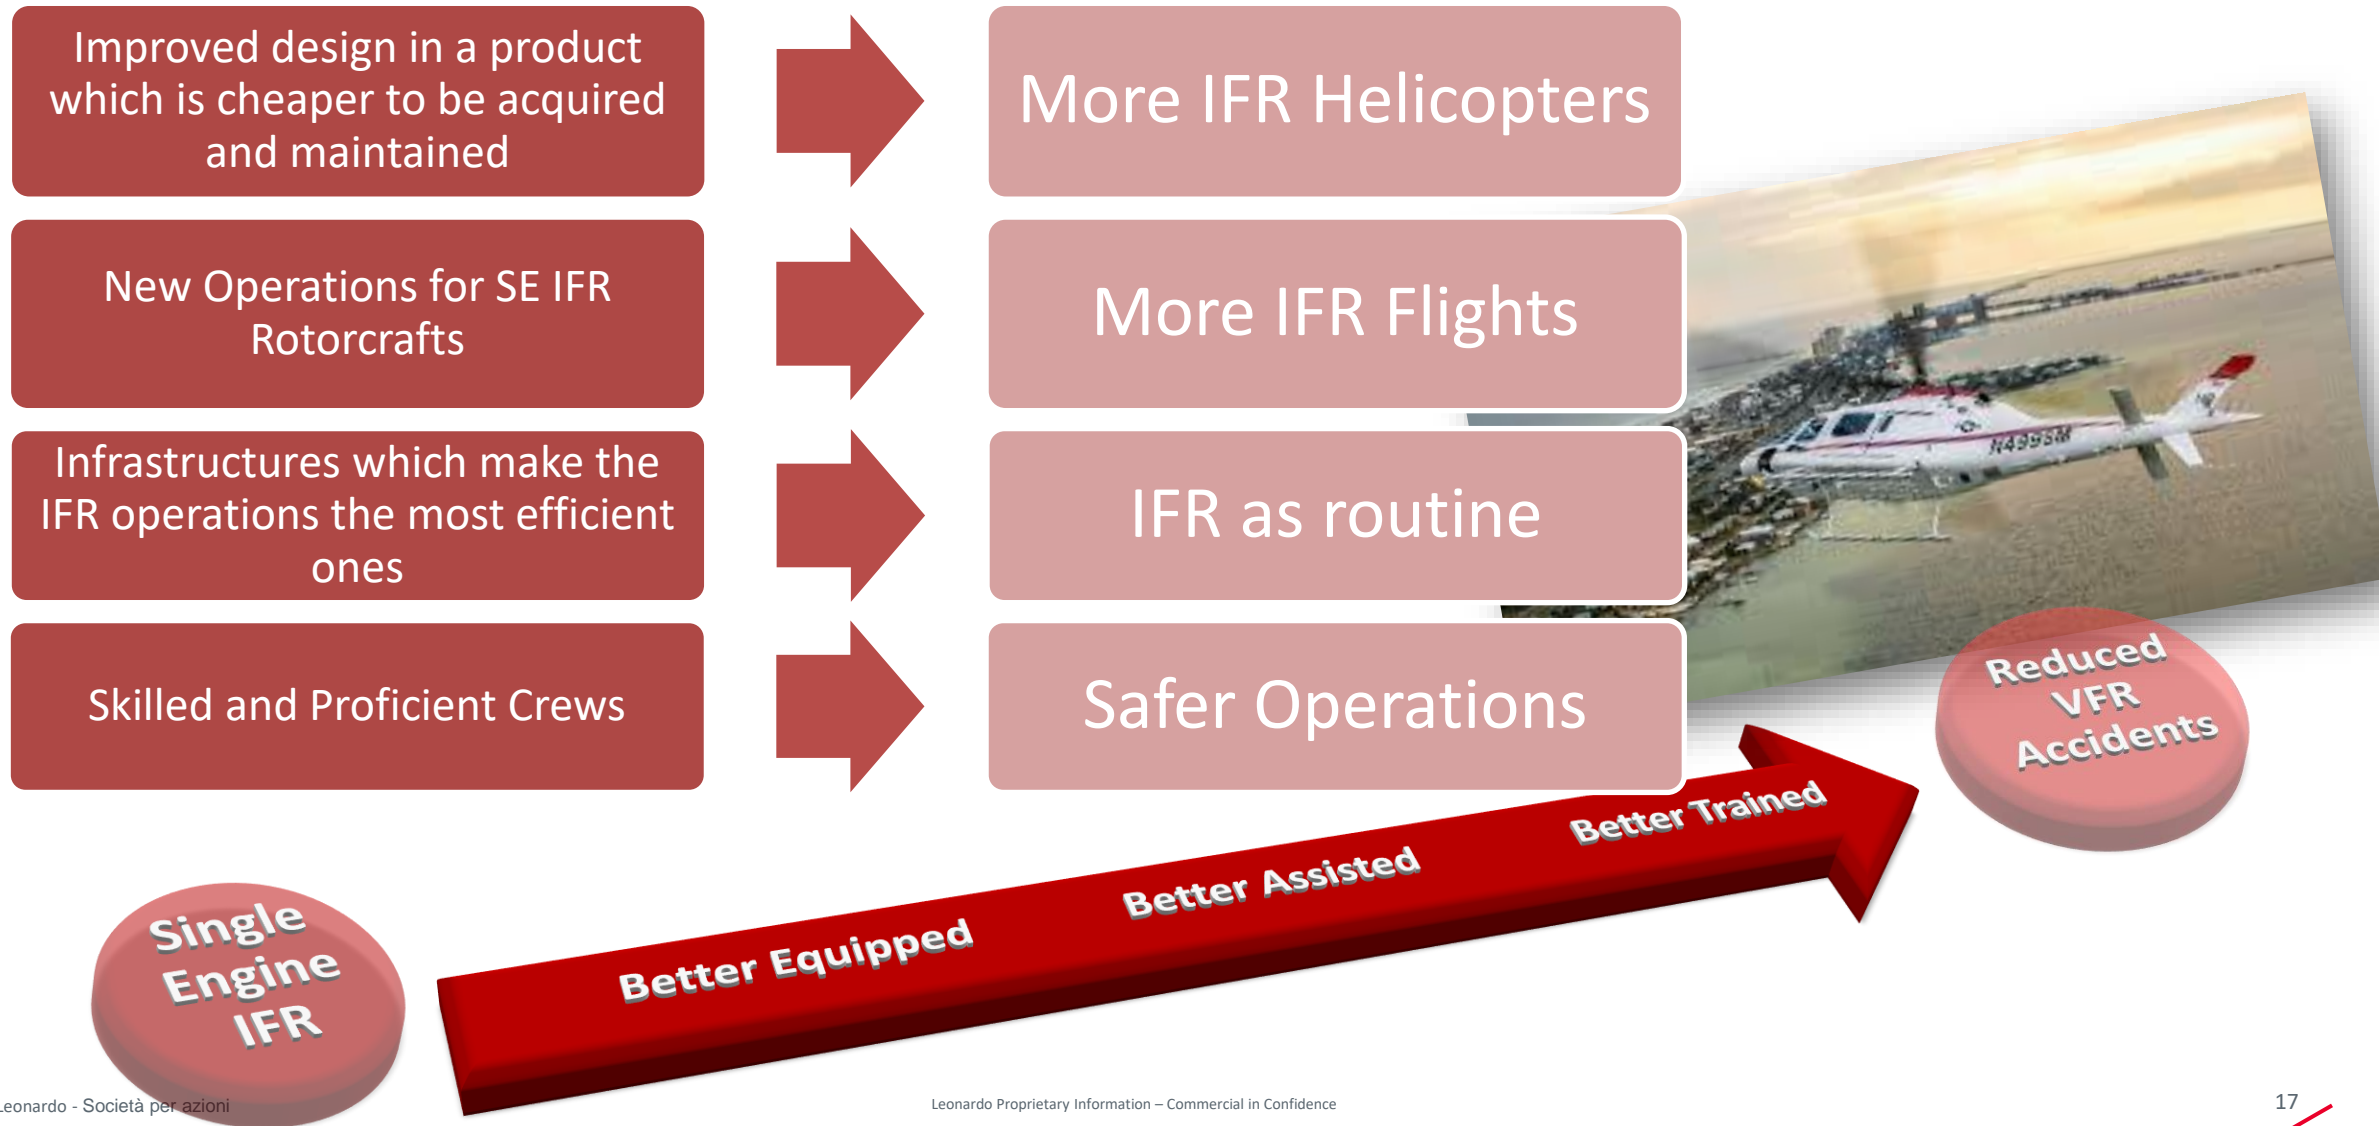 Improved design in a product
which is cheaper to be acquired
and maintained
More IFR Helicopters
New Operations for SE IFR
Rotorcrafts
More IFR Flights
Infrastructures which make the
IFR operations the most efficient
ones
IFR as routine
Skilled and Proficient Crews
Safer Operations
N499SM
Reduced
VFR
Accidents
Better Trained
Better Assisted
Better Equipped
Single
Engine
IFR
Leonardo - Società per azioni
Leonardo Proprietary Information – Commercial in Confidence
17